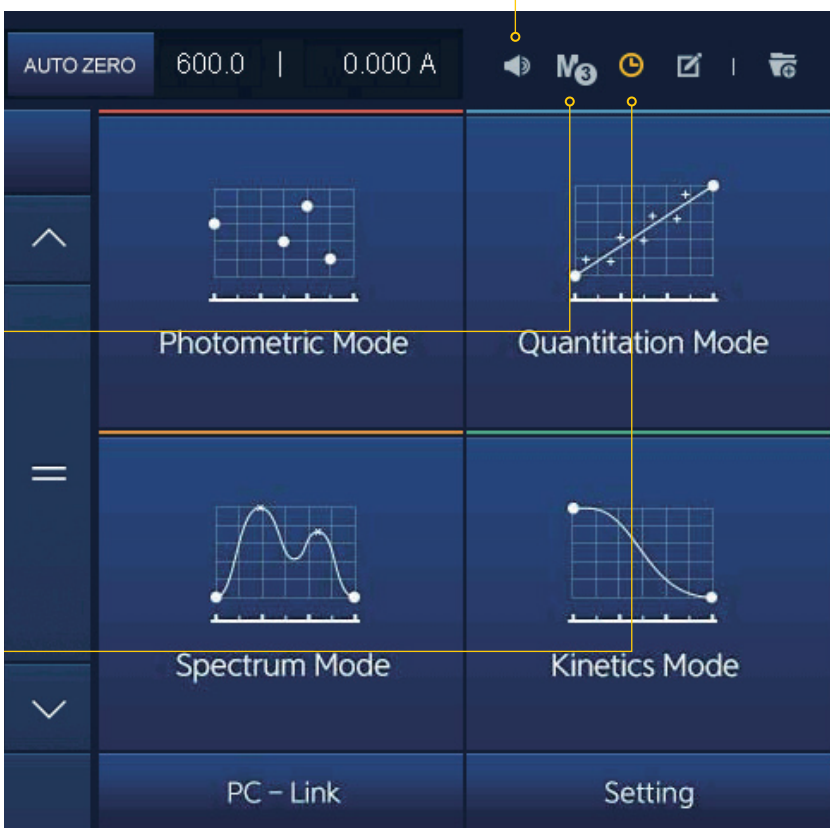 AUTO ZERO 600.0 | 0.000 A M3
Photometric Mode
Quantitation Mode
Spectrum Mode
Kinetics Mode
PC – Link
Setting